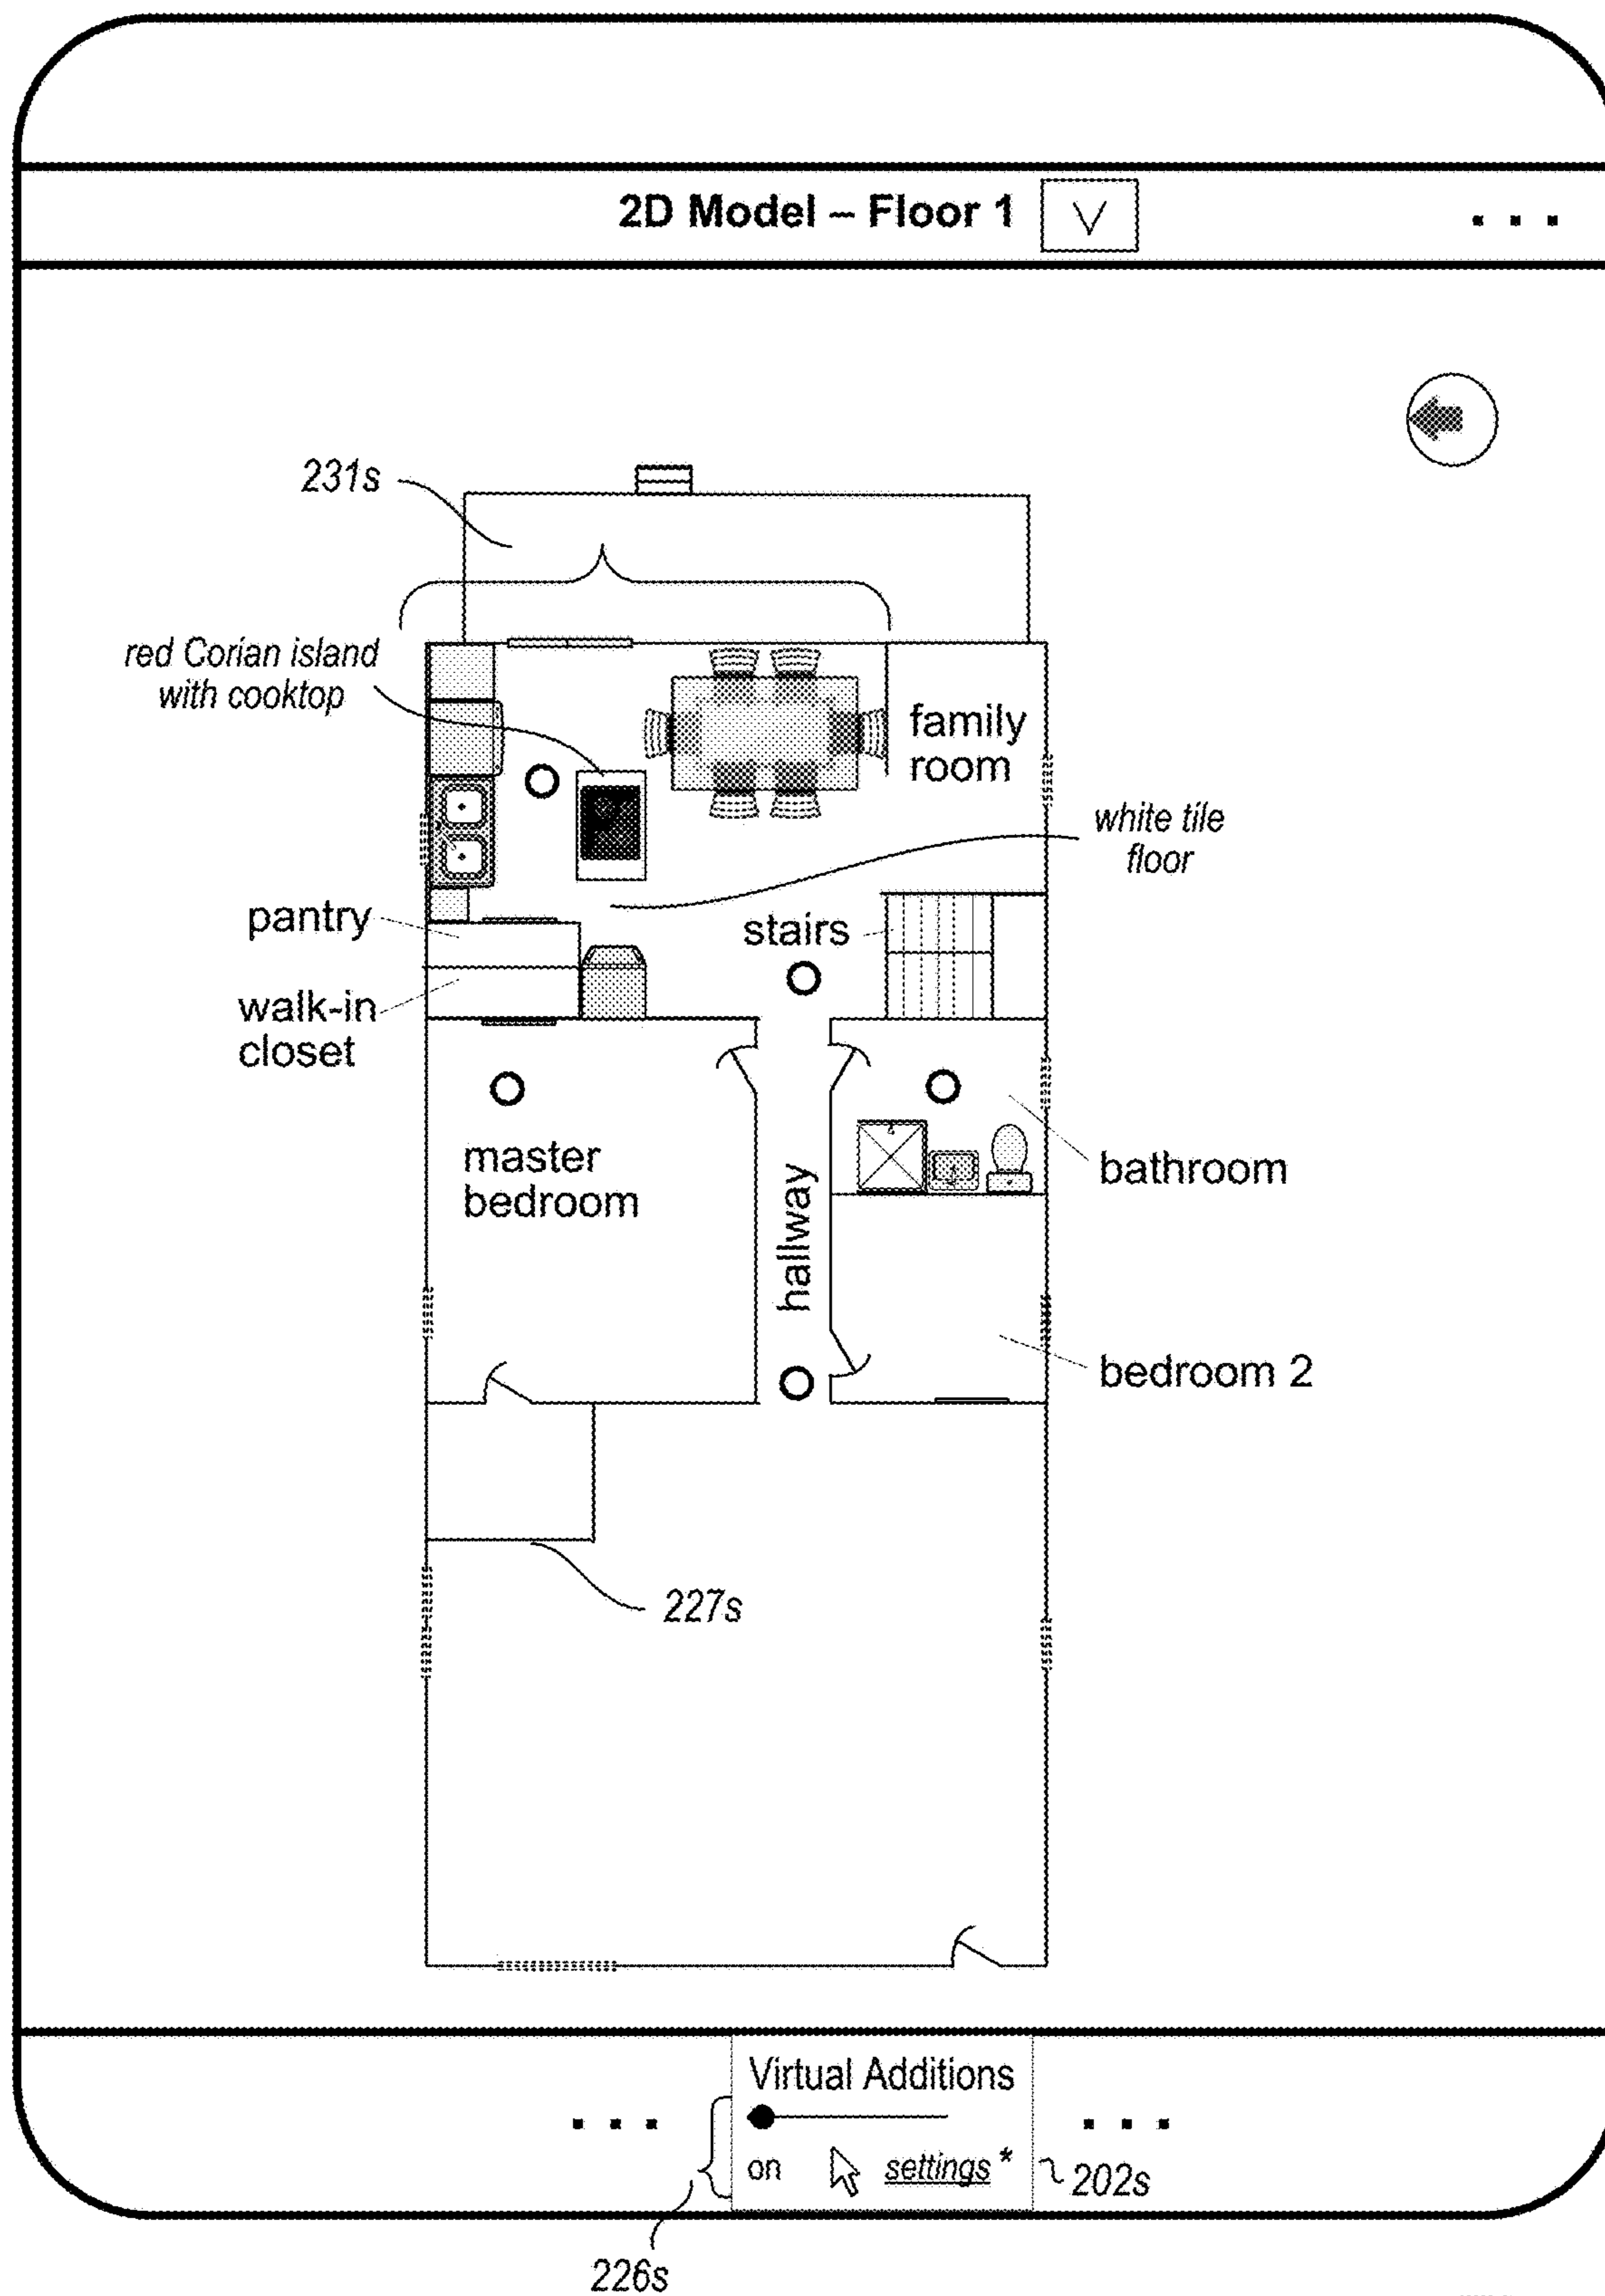 2D Model – Floor 1 V
. . .
231s
red Corian island
with cooktop
family
room
white tile
floor
pantry
stairs
walk-in
closet
master
bedroom
hallway
bathroom
bedroom 2
227s
Virtual Additions
. . .
. . .
on settings *
202s
226s